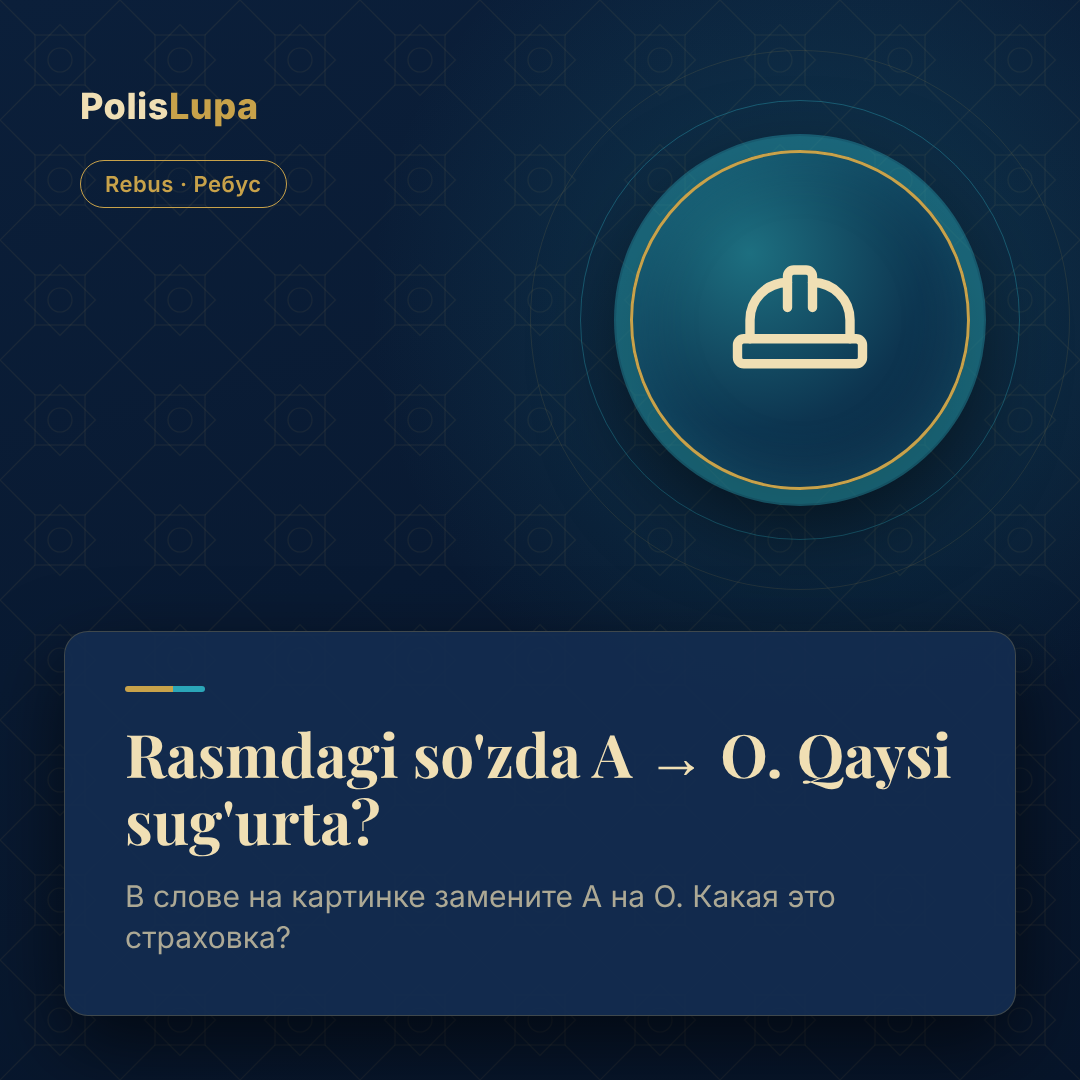 PolisLupa
Rebus · Ребус
Rasmdagi so'zda A → O. Qaysi
sug'urta?
В слове на картинке замените А на О. Какая это
страховка?